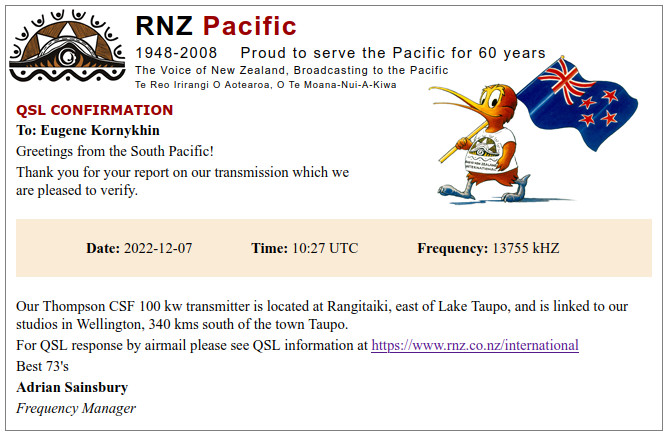 RNZ Pacific
1948-2008 Proud to serve the Pacific for 60 years
The Voice of New Zealand, Broadcasting to the Pacific
Te Reo Irirangi O Aotearoa, O Te Moana-Nui-A-Kiwa
QSL CONFIRMATION
To: Eugene Kornykhin
Greetings from the South Pacific!
Thank you for your report on our transmission which we
are pleased to verify.
Date: 2022-12-07 Time: 10:27 UTC Frequency: 13755 kHZ
Our Thompson CSF 100 kw transmitter is located at Rangitaiki, east of Lake Taupo, and is linked to our
studios in Wellington, 340 kms south of the town Taupo.
For QSL response by airmail please see QSL information at https://www.rnz.co.nz/international
Best 73's
Adrian Sainsbury
Frequency Manager